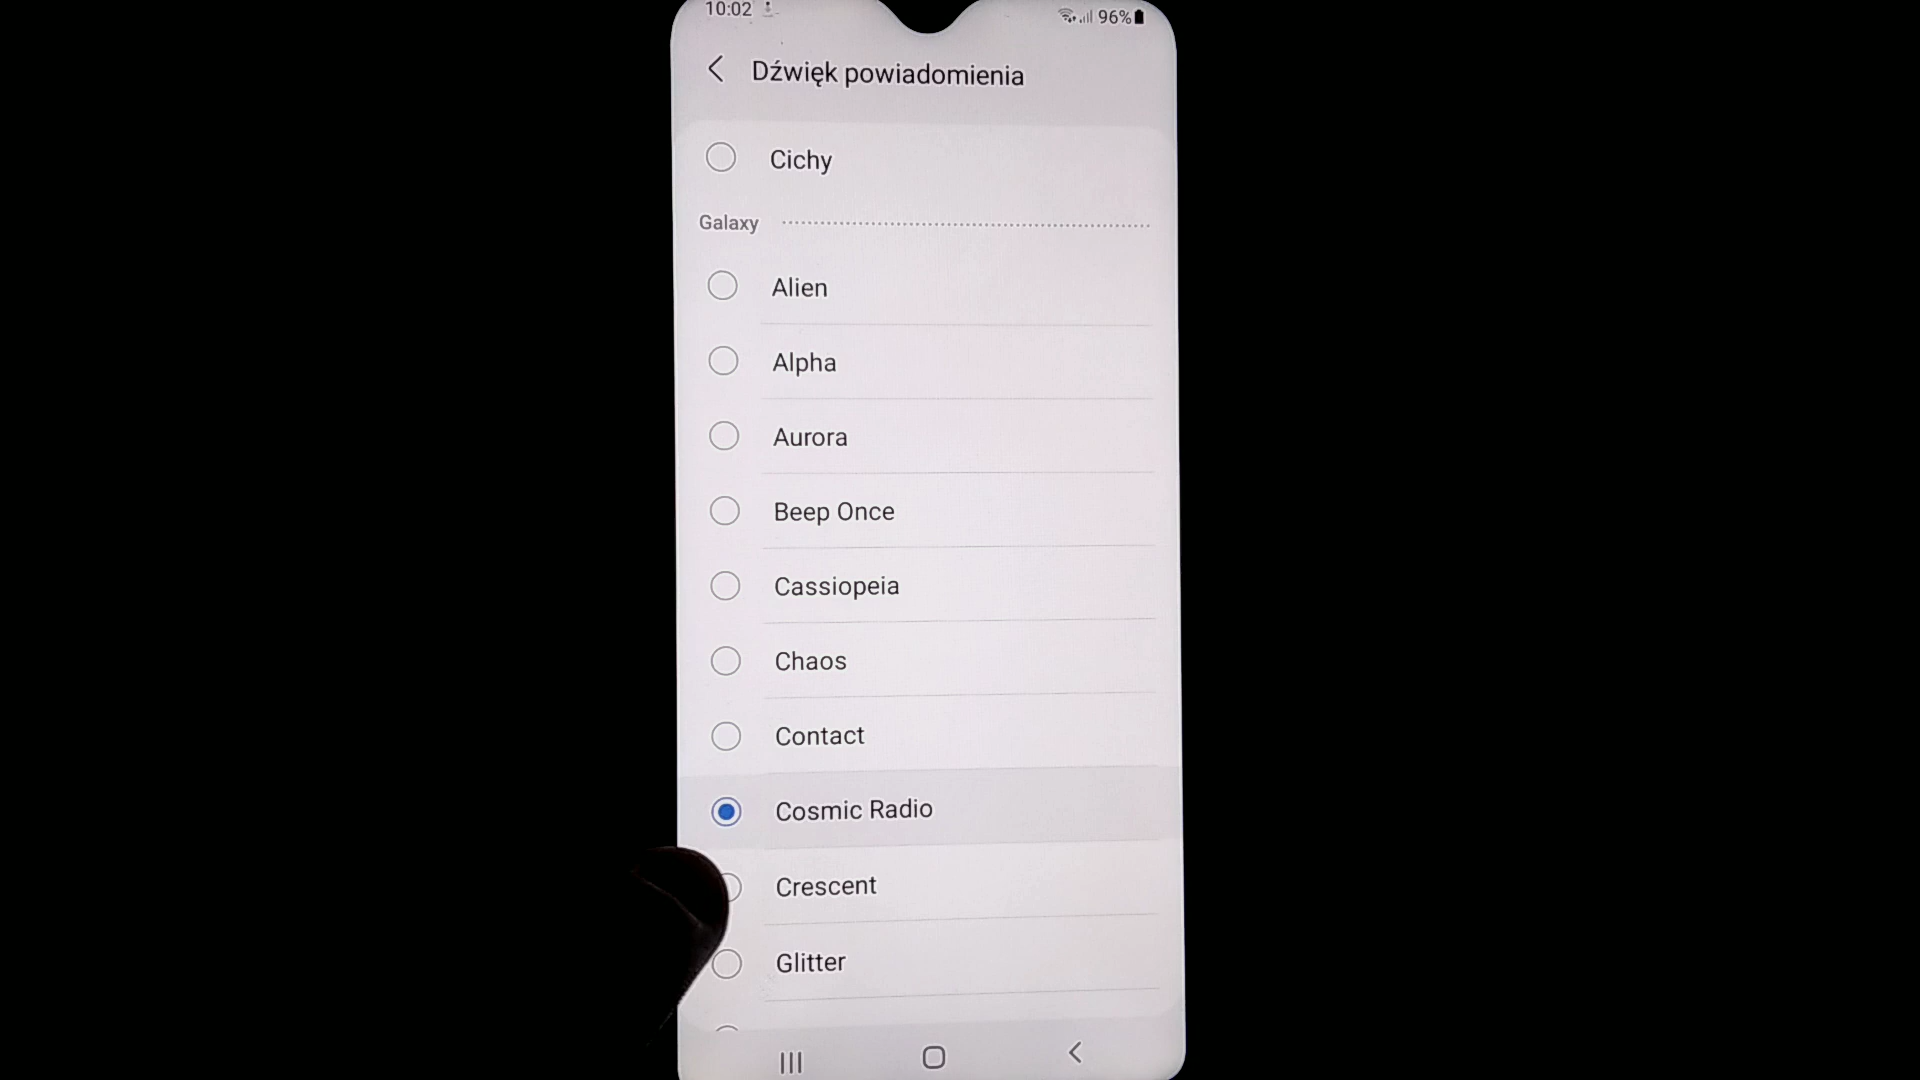 10:02
96%
Dźwięk powiadomienia
Cichy
Galaxy
Alien
Alpha
Aurora
Beep Once
Cassiopeia
Chaos
Contact
Cosmic Radio
Crescent
Glitter